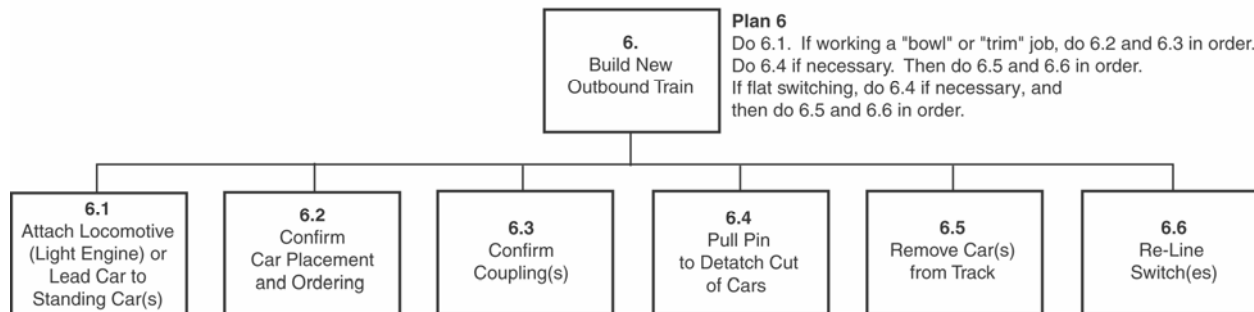 6.
Build New
Outbound Train
Plan 6
Do 6.1.  If working a "bowl" or "trim" job, do 6.2 and 6.3 in order.
Do 6.4 if necessary.  Then do 6.5 and 6.6 in order.
If flat switching, do 6.4 if necessary, and
then do 6.5 and 6.6 in order.
6.1
Attach Locomotive
(Light Engine) or
Lead Car to
Standing Car(s)
6.2
Confirm
Car Placement
and Ordering
6.3
Confirm
Coupling(s)
6.4
Pull Pin
to Detatch Cut
of Cars
6.5
Remove Car(s)
from Track
6.6
Re-Line
Switch(es)